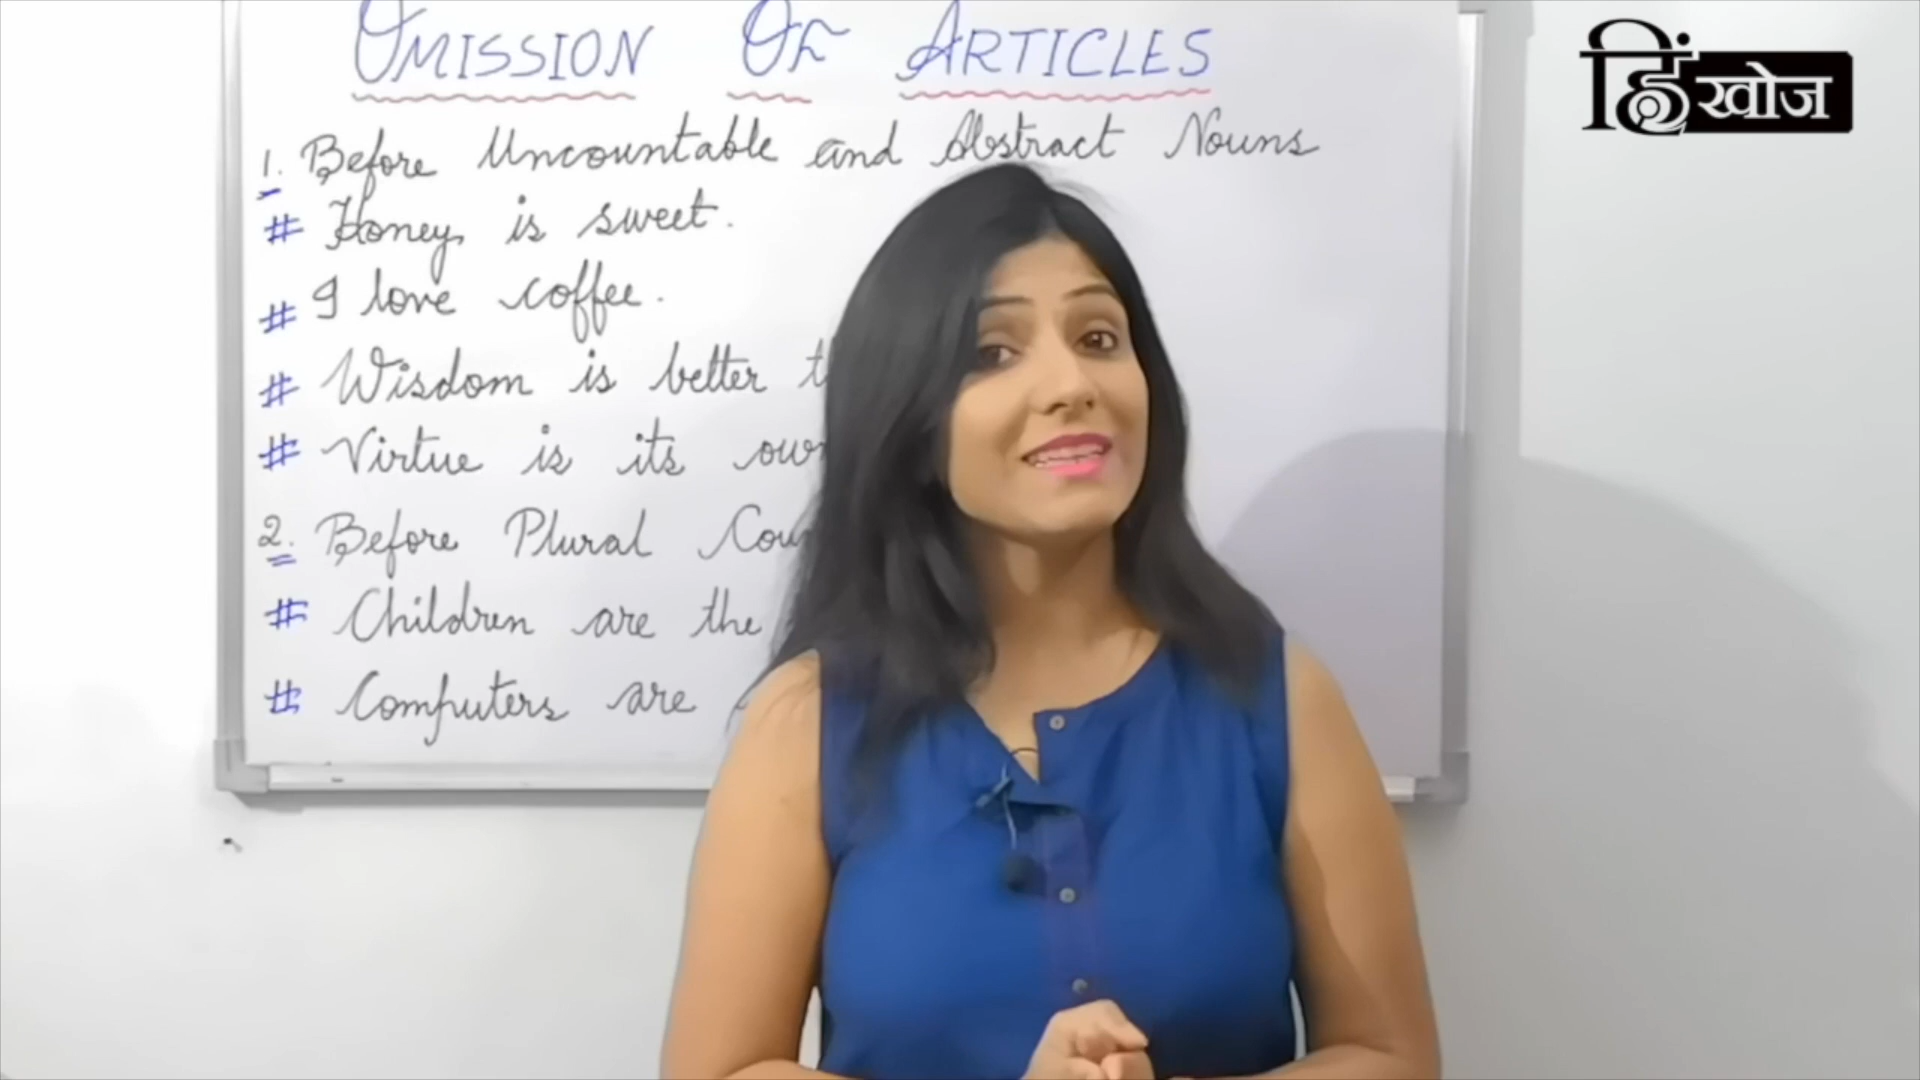 OMISSION OF ARTICLES
1. Before Uncountable and Abstract Nouns
# Honey is sweet.
# I love coffee.
# Wisdom is better
# Virtue is its
2. Before Plural
# Children are the
# Computers are
हिंखोज